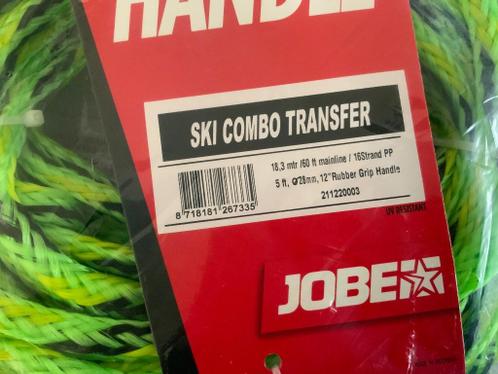 HANDLE
SKI COMBO TRANSFER
18,3 mtr /60 ft mainline / 16Strand PP
5 ft, Ø28mm, 12"Rubber Grip Handle
211220003
8 718181 267335
UV RESISTANT
JOBE